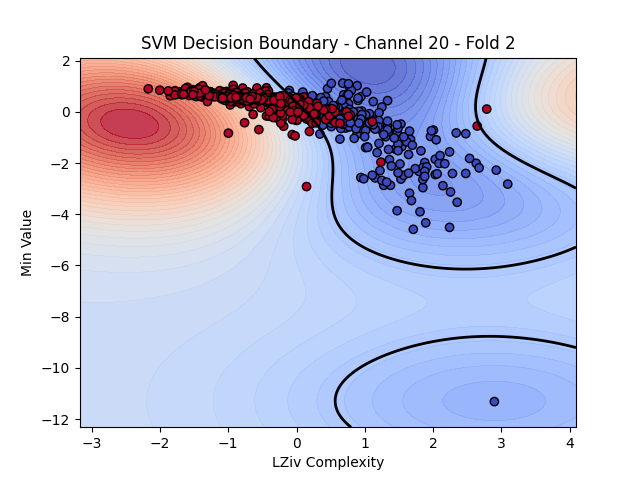 SVM Decision Boundary - Channel 20 - Fold 2
2
0
−2
−4
−6
−8
−10
−12
Min Value
−3 −2 −1 0 1 2 3 4
LZiv Complexity